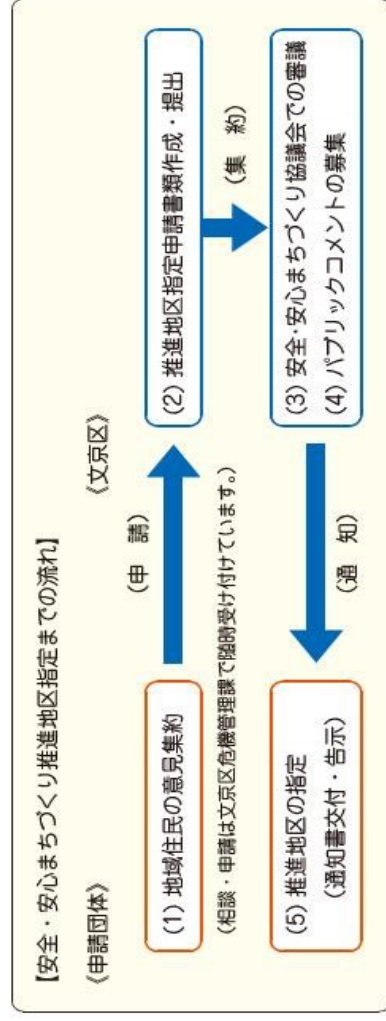 【安全・安心まちづくり推進地区指定までの流れ】
《申請団体》
《文京区》
(1) 地域住民の意見集約
(申 請)
(2) 推進地区指定申請書類作成・提出
(相談・申請は文京区危機管理課で随時受け付けています。)
(集 約)
(3) 安全・安心まちづくり協議会での審議
(4) パブリックコメントの募集
(通 知)
(5) 推進地区の指定
(通知書交付・告示)